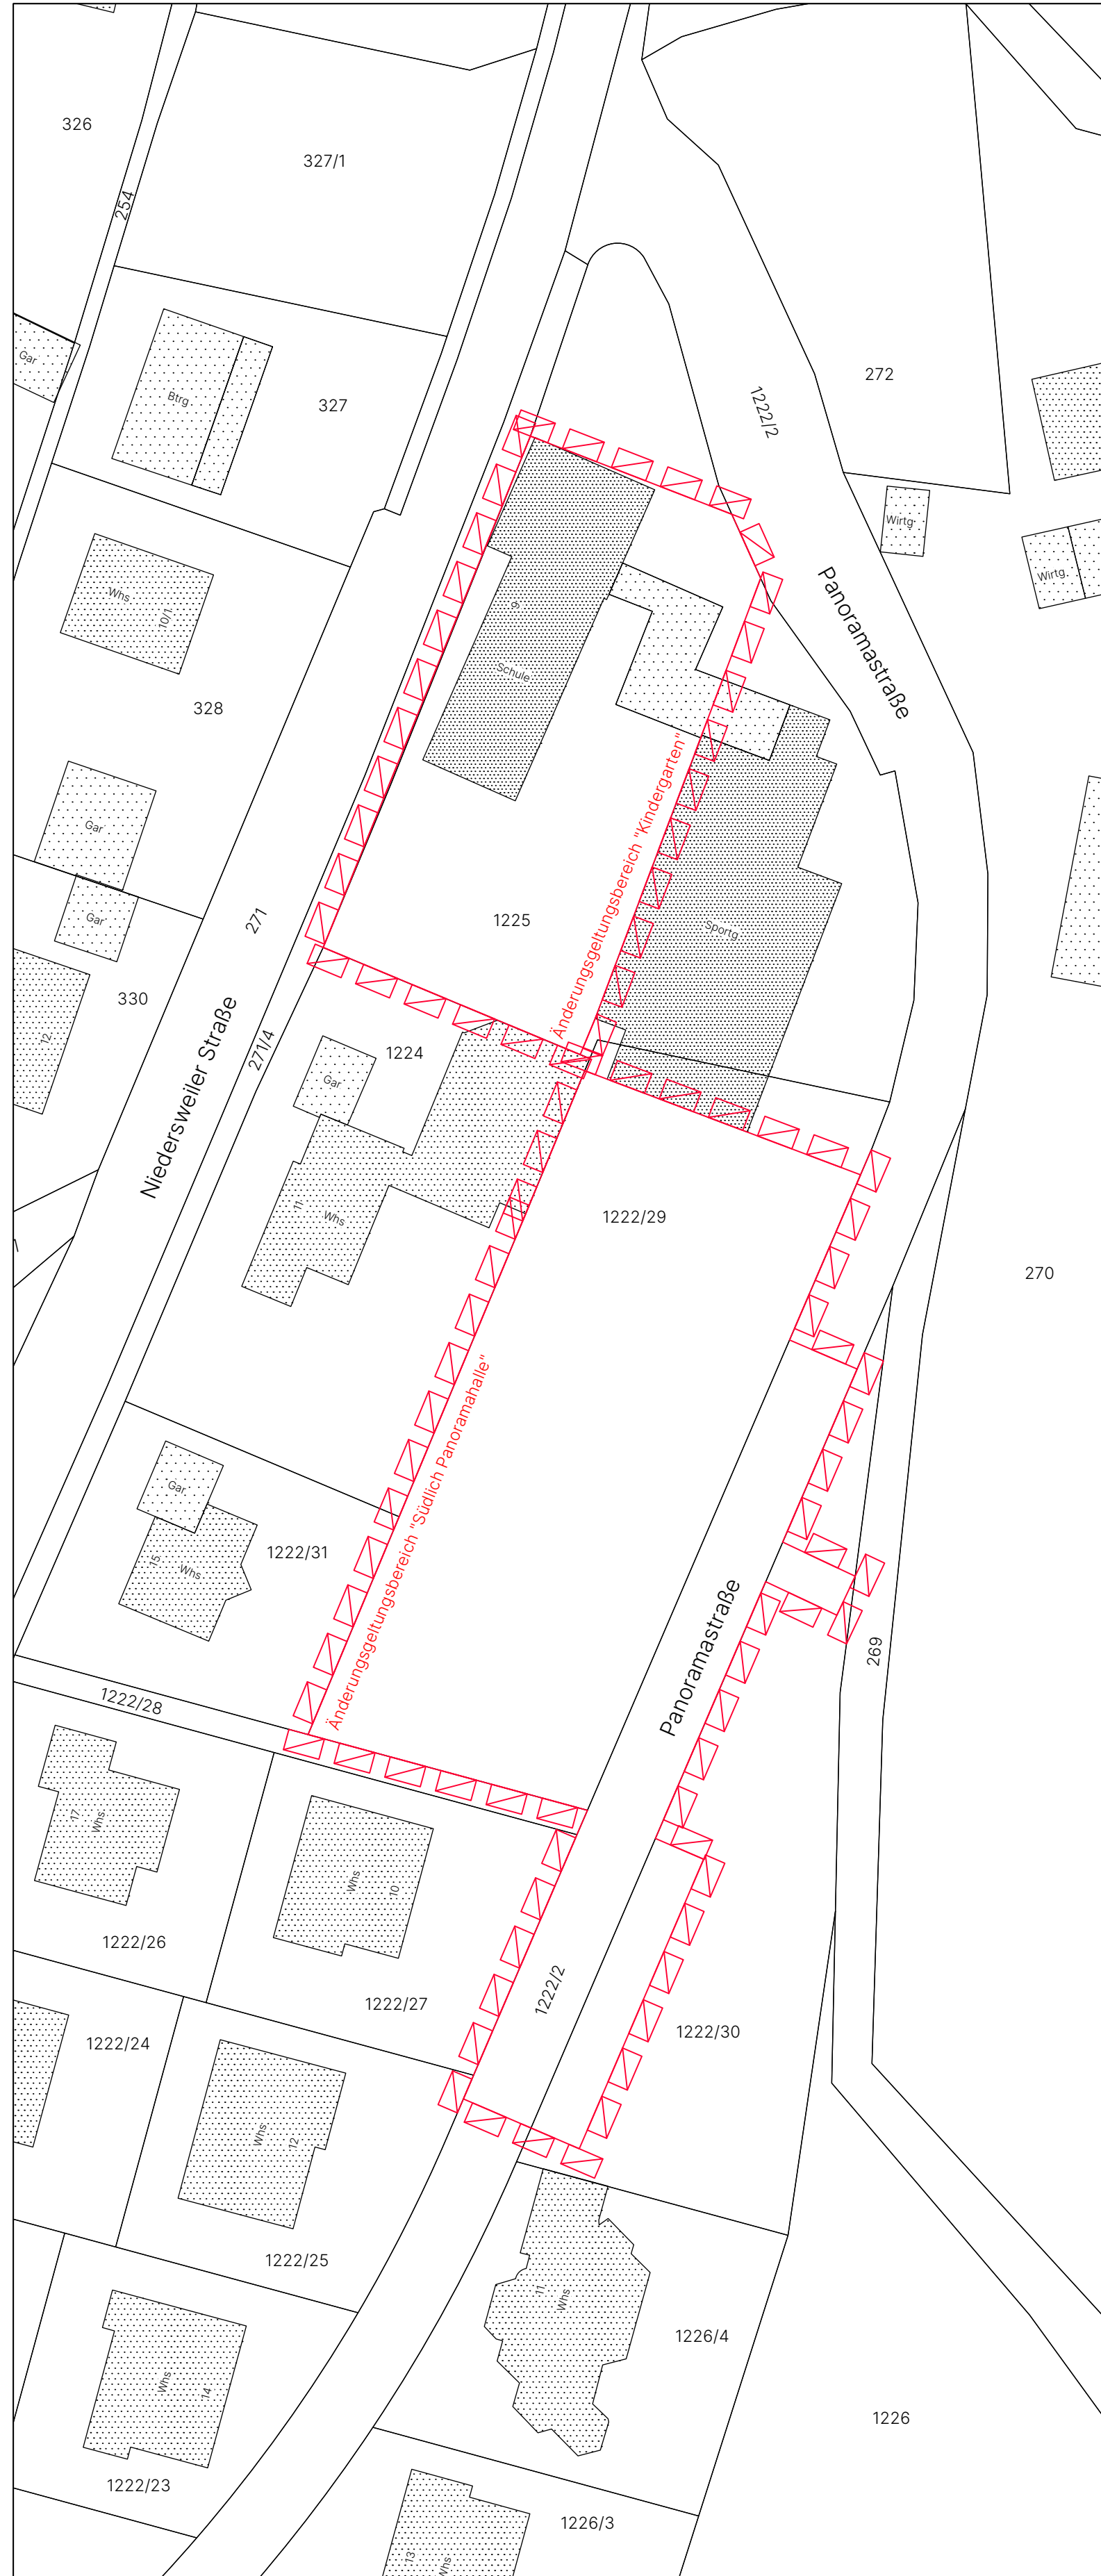 326
327/1
254
Gar
Btrg
327
272
1222/2
Wirtg.
Wirtg.
Whs
10/1
9
Schule
Panoramastraße
328
Gar
Gar
271
1225
Änderungsgeltungsbereich "Kindergarten"
Sportg.
330
12
Niedersweiler Straße
271/4
1224
Gar
11
Whs
1222/29
270
Änderungsgeltungsbereich "Südlich Panoramahalle"
Gar
15
Whs
1222/31
Panoramastraße
269
1222/28
17
Whs
Whs
10
1222/26
1222/27
1222/2
1222/30
1222/24
Whs
12
1222/25
11
Whs
1226/4
Whs
14
1226
1222/23
1226/3
13
Whs